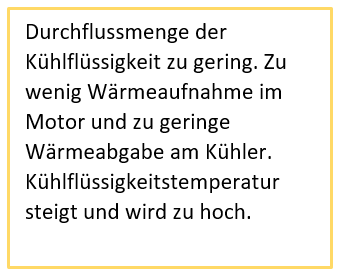 Durchflussmenge der
Kühlflüssigkeit zu gering. Zu
wenig Wärmeaufnahme im
Motor und zu geringe
Wärmeabgabe am Kühler.
Kühlflüssigkeitstemperatur
steigt und wird zu hoch.